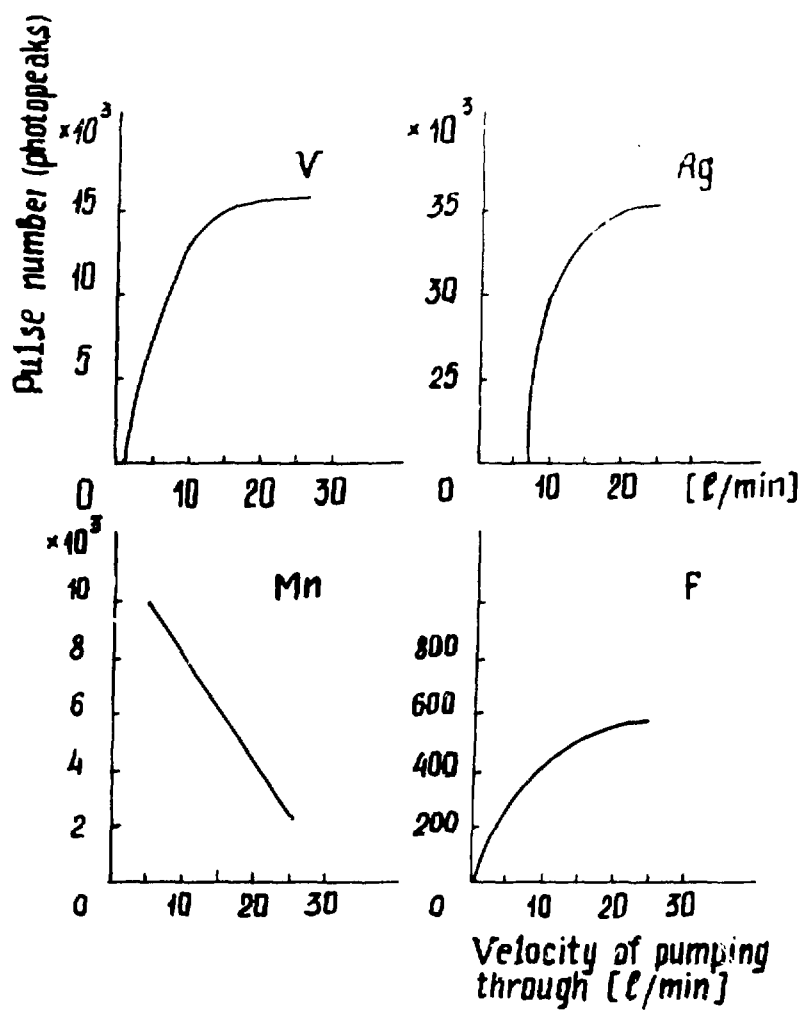 Pulse number (photopeaks)
×10³
V
15
10
5
0 10 20 30
× 10³
Ag
35
30
25
0 10 20 [ℓ/min]
×10³
Mn
10
8
6
4
2
0 10 20 30
F
800
600
400
200
0 10 20 30
Velocity of pumping
through [ℓ/min]